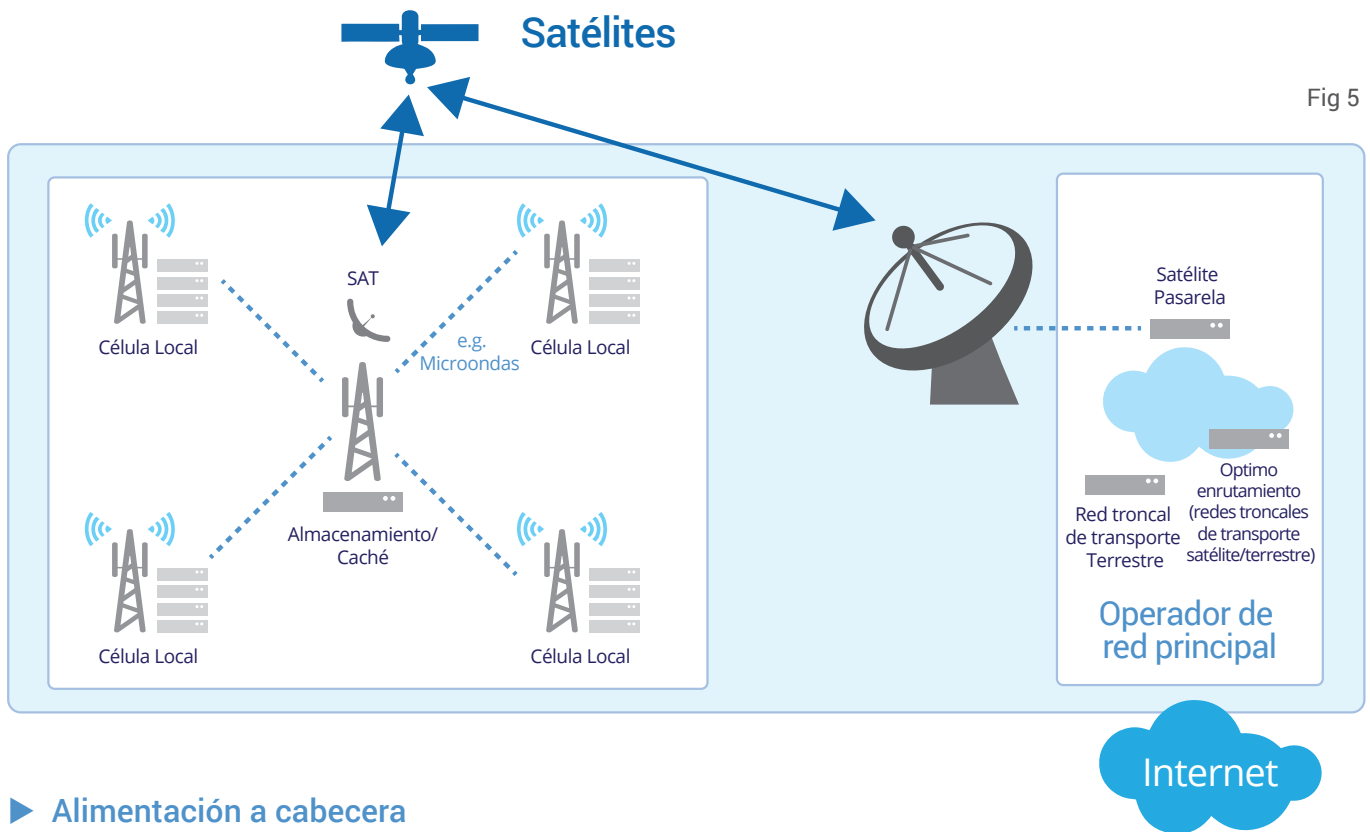 Satélites
Fig 5
Célula Local
SAT
e.g.
Microondas
Célula Local
Almacenamiento/
Caché
Célula Local
Célula Local
Satélite
Pasarela
Red troncal
de transporte
Terrestre
Optimo
enrutamiento
(redes troncales
de transporte
satélite/terrestre)
Operador de
red principal
Internet
Alimentación a cabecera